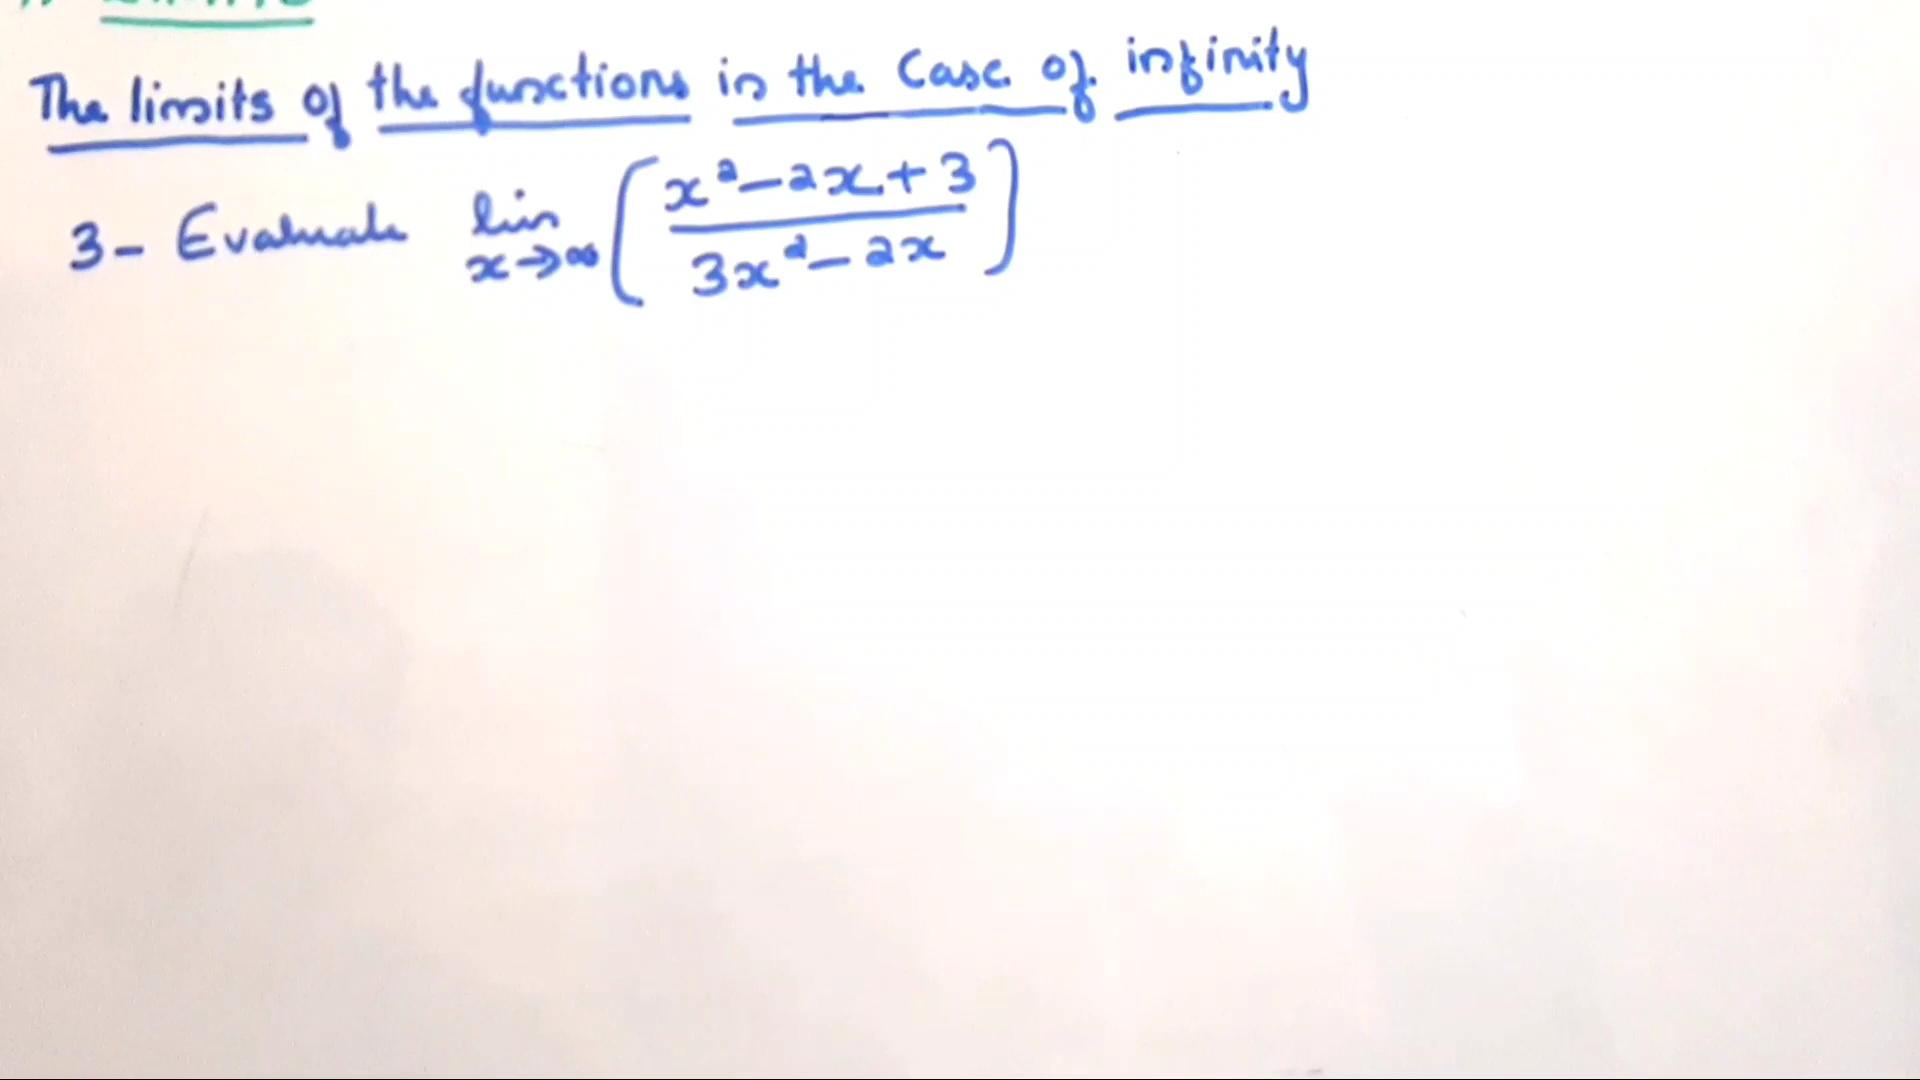 The limits of the functions in the Case of infinity
3- Evaluate lim x→∞ ( x²-2x+3 / 3x²-2x )